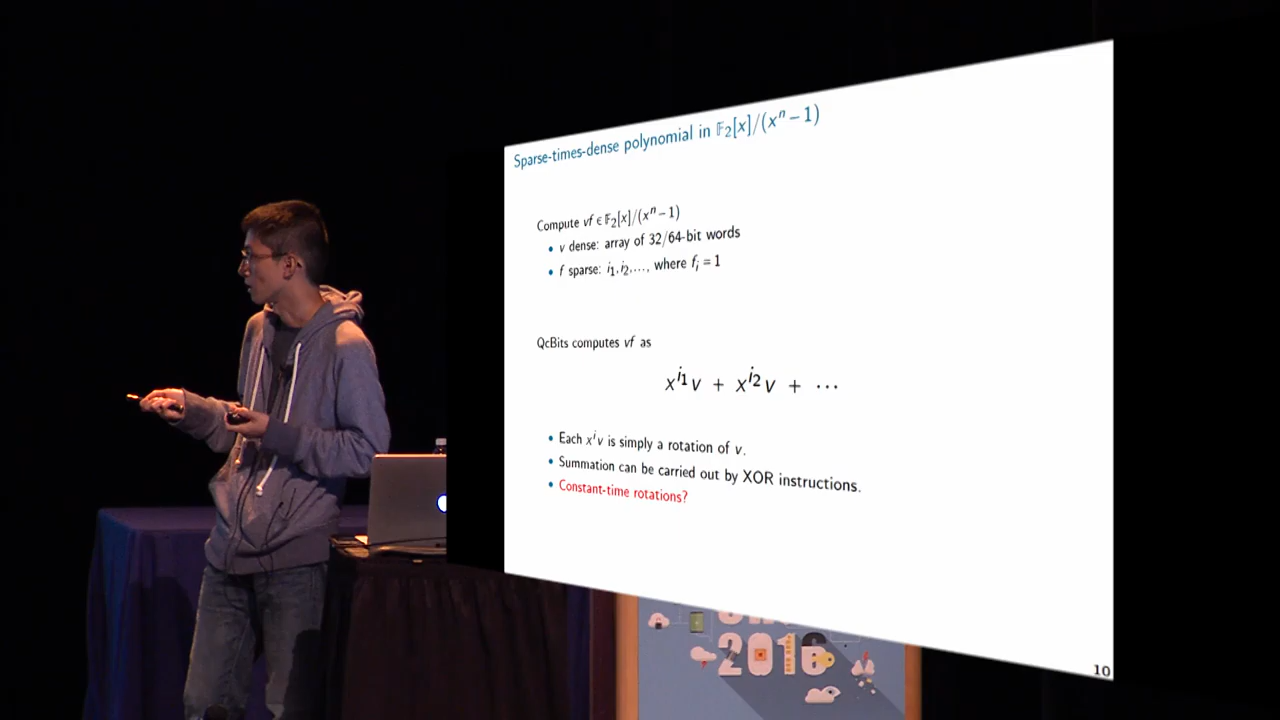 Sparse-times-dense polynomial in 𝔽₂[x]/(xⁿ − 1)
Compute vf ∈ 𝔽₂[x]/(xⁿ − 1)
• v dense: array of 32/64-bit words
• f sparse: i₁, i₂, …, where fᵢ = 1
QcBits computes vf as
x^{i₁}v + x^{i₂}v + ⋯
• Each xⁱv is simply a rotation of v.
• Summation can be carried out by XOR instructions.
• Constant-time rotations?
10
2016